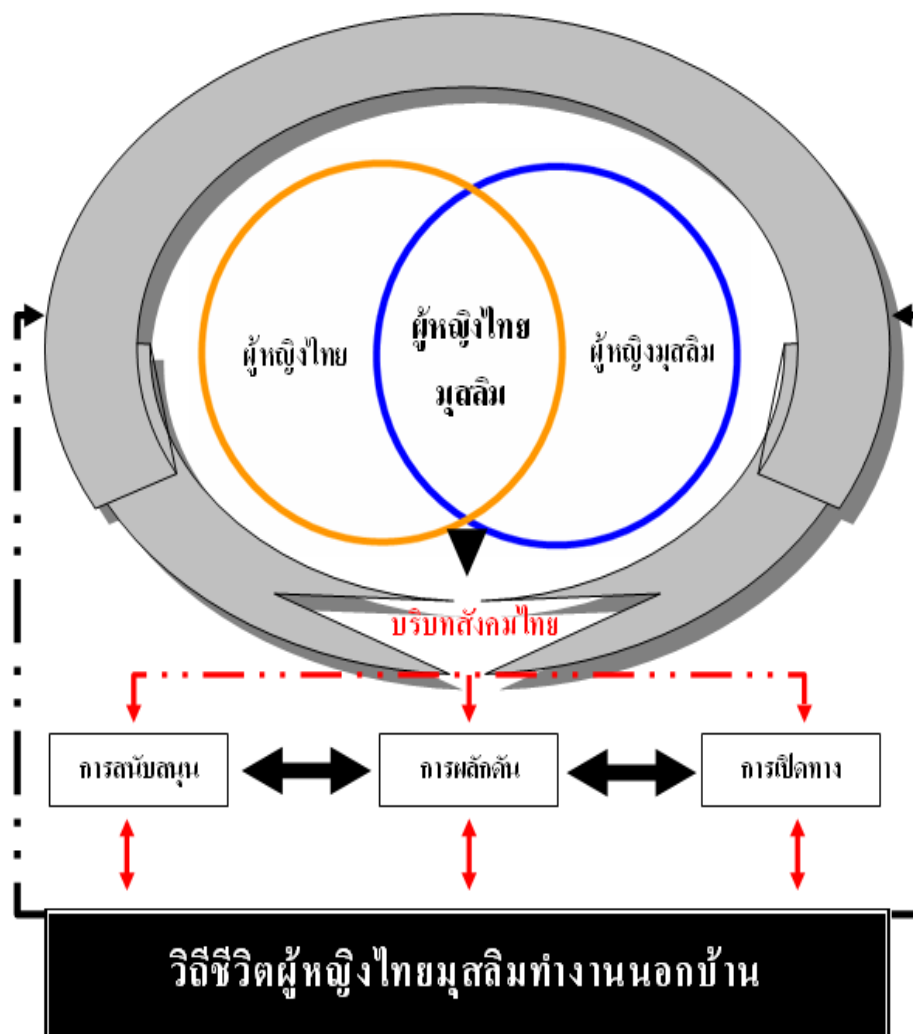 ผู้หญิงไทย
ผู้หญิงไทย
มุสลิม
ผู้หญิงมุสลิม
บริบทสังคมไทย
การสนับสนุน
การผลักดัน
การเปิดทาง
วิถีชีวิตผู้หญิงไทยมุสลิมทำงานนอกบ้าน